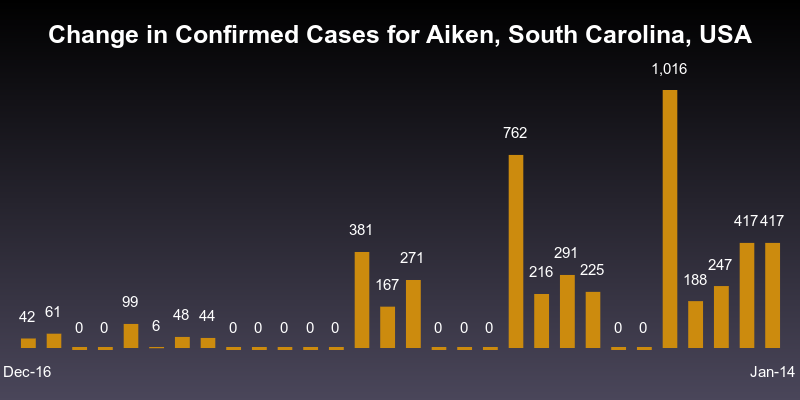 Change in Confirmed Cases for Aiken, South Carolina, USA
42 61 0 0 99 6 48 44 0 0 0 0 0 381 167 271 0 0 0 762 216 291 225 0 0 1,016 188 247 417 417
Dec-16 Jan-14